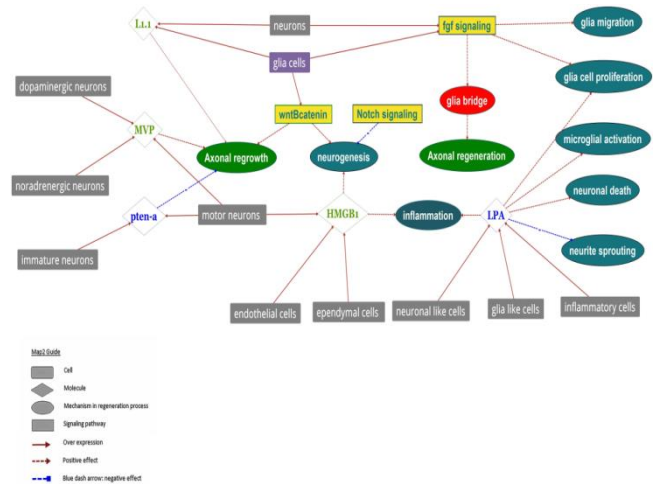 L1.1
neurons
fgf signaling
glia migration
glia cells
glia cell proliferation
dopaminergic neurons
glia bridge
wntBcatenin
Notch signaling
MVP
microglial activation
Axonal regrowth
neurogenesis
Axonal regeneration
noradrenergic neurons
neuronal death
pten-a
motor neurons
HMGB1
inflammation
LPA
neurite sprouting
immature neurons
endothelial cells
ependymal cells
neuronal like cells
glia like cells
inflammatory cells
Map2 Guide
Cell
Molecule
Mechanism in regeneration process
Signaling pathway
Over expression
Positive effect
Blue dash arrow: negative effect